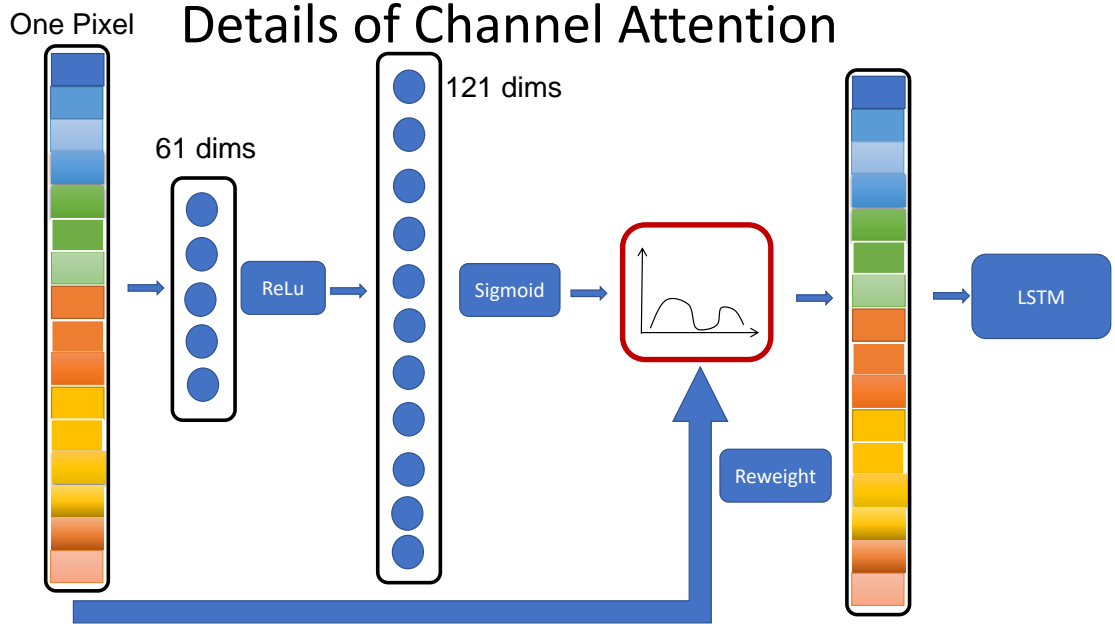 Details of Channel Attention
One Pixel
61 dims
ReLu
121 dims
Sigmoid
Reweight
LSTM